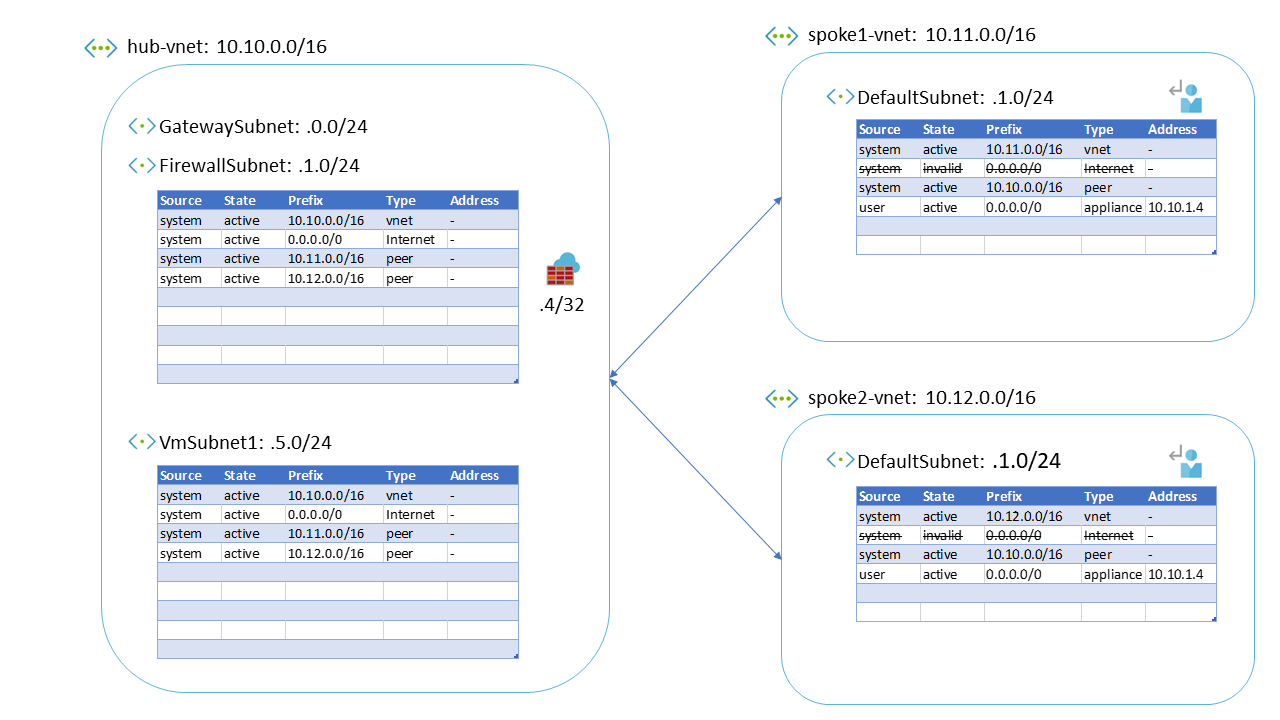 hub-vnet: 10.10.0.0/16
GatewaySubnet: .0.0/24
FirewallSubnet: .1.0/24
Source State Prefix Type Address
system active 10.10.0.0/16 vnet -
system active 0.0.0.0/0 Internet -
system active 10.11.0.0/16 peer -
system active 10.12.0.0/16 peer -
.4/32
VmSubnet1: .5.0/24
Source State Prefix Type Address
system active 10.10.0.0/16 vnet -
system active 0.0.0.0/0 Internet -
system active 10.11.0.0/16 peer -
system active 10.12.0.0/16 peer -
spoke1-vnet: 10.11.0.0/16
DefaultSubnet: .1.0/24
Source State Prefix Type Address
system active 10.11.0.0/16 vnet -
system invalid 0.0.0.0/0 Internet -
system active 10.10.0.0/16 peer -
user active 0.0.0.0/0 appliance 10.10.1.4
spoke2-vnet: 10.12.0.0/16
DefaultSubnet: .1.0/24
Source State Prefix Type Address
system active 10.12.0.0/16 vnet -
system invalid 0.0.0.0/0 Internet -
system active 10.10.0.0/16 peer -
user active 0.0.0.0/0 appliance 10.10.1.4